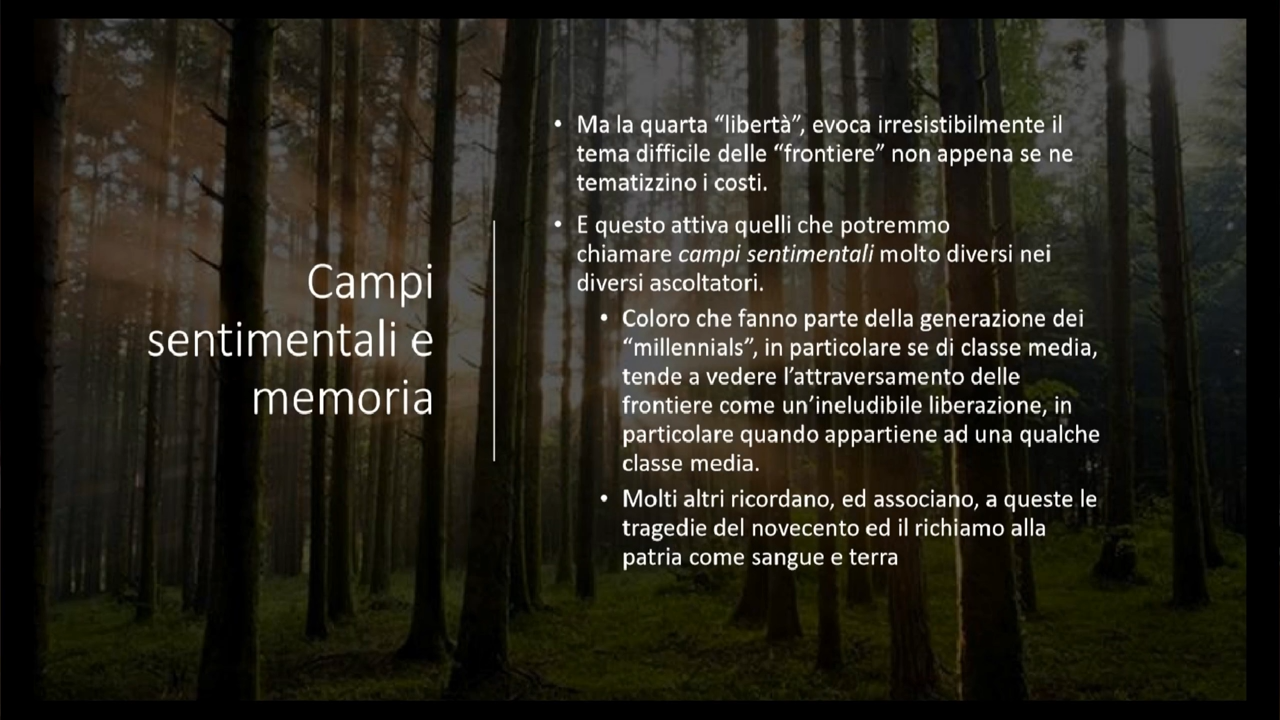 Campi
sentimentali e
memoria
• Ma la quarta “libertà”, evoca irresistibilmente il
tema difficile delle “frontiere” non appena se ne
tematizzino i costi.
• E questo attiva quelli che potremmo
chiamare campi sentimentali molto diversi nei
diversi ascoltatori.
• Coloro che fanno parte della generazione dei
“millennials”, in particolare se di classe media,
tende a vedere l’attraversamento delle
frontiere come un’ineludibile liberazione, in
particolare quando appartiene ad una qualche
classe media.
• Molti altri ricordano, ed associano, a queste le
tragedie del novecento ed il richiamo alla
patria come sangue e terra